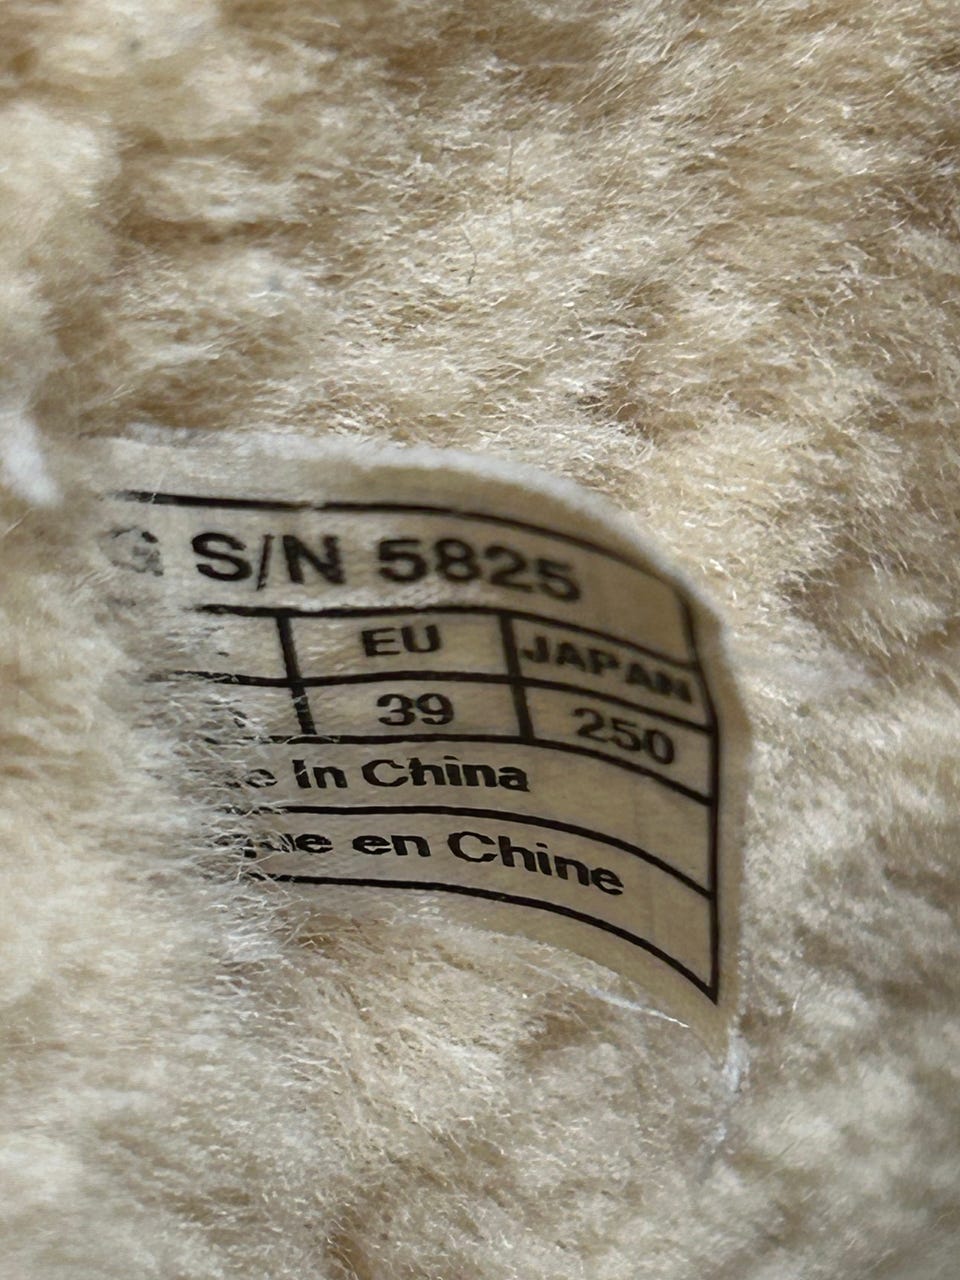 G S/N 5825
EU JAPAN
39 250
In China
en Chine